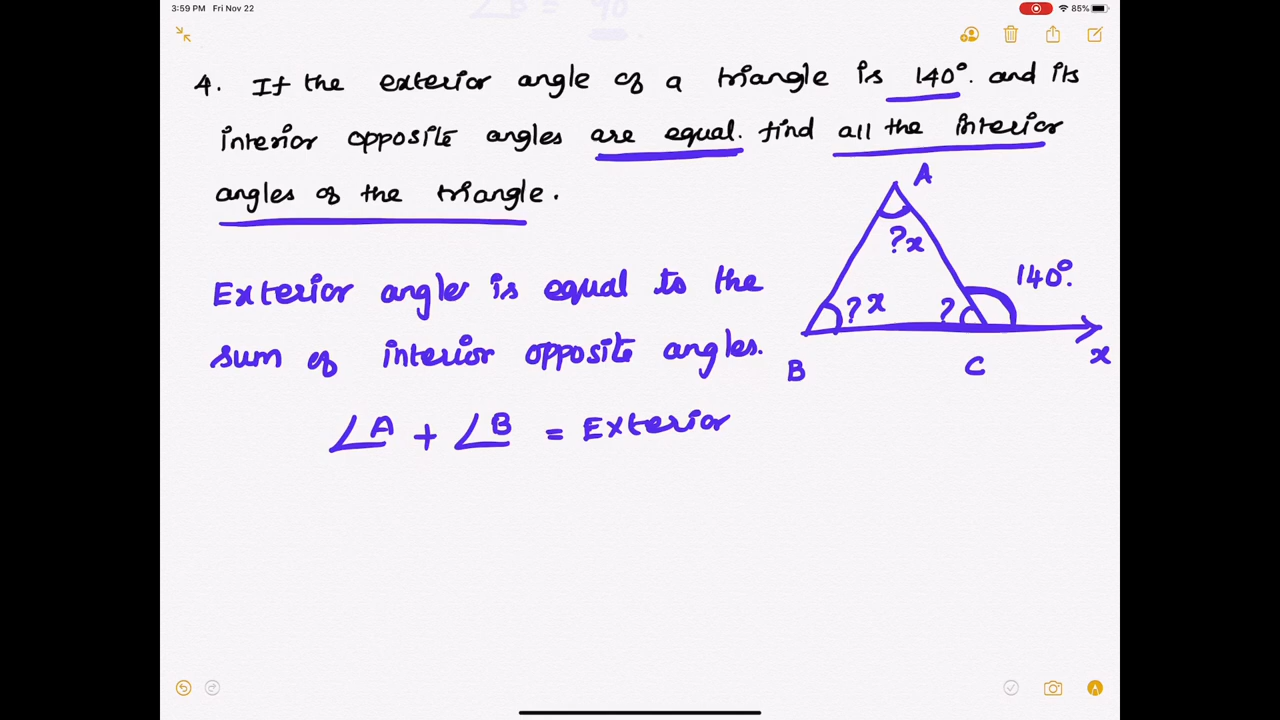 3:59 PM Fri Nov 22
85%
∠B = 90
4. If the exterior angle of a triangle is 140°. and its
interior opposite angles are equal. find all the interior
angles of the triangle.
A
?x
140°.
Exterior angle is equal to the
?x ?
sum of interior opposite angles.
B C x
∠A + ∠B = Exterior